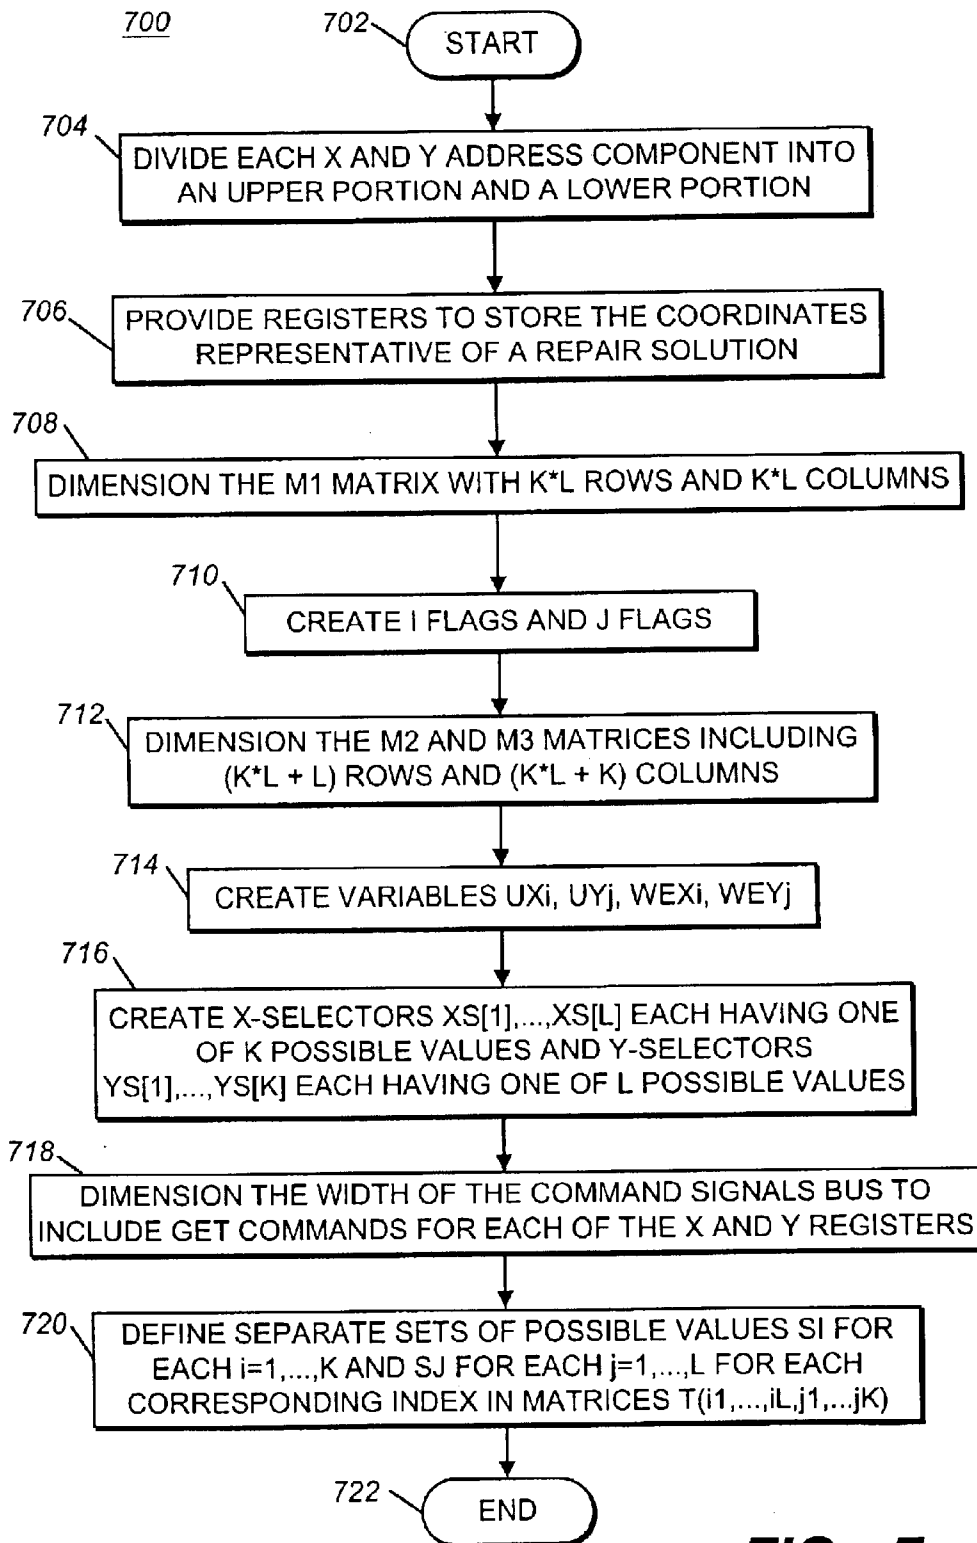 700
702
START
704
DIVIDE EACH X AND Y ADDRESS COMPONENT INTO
AN UPPER PORTION AND A LOWER PORTION
706
PROVIDE REGISTERS TO STORE THE COORDINATES
REPRESENTATIVE OF A REPAIR SOLUTION
708
DIMENSION THE M1 MATRIX WITH K*L ROWS AND K*L COLUMNS
710
CREATE I FLAGS AND J FLAGS
712
DIMENSION THE M2 AND M3 MATRICES INCLUDING
(K*L + L) ROWS AND (K*L + K) COLUMNS
714
CREATE VARIABLES UXi, UYj, WEXi, WEYj
716
CREATE X-SELECTORS XS[1],...,XS[L] EACH HAVING ONE
OF K POSSIBLE VALUES AND Y-SELECTORS
YS[1],...,YS[K] EACH HAVING ONE OF L POSSIBLE VALUES
718
DIMENSION THE WIDTH OF THE COMMAND SIGNALS BUS TO
INCLUDE GET COMMANDS FOR EACH OF THE X AND Y REGISTERS
720
DEFINE SEPARATE SETS OF POSSIBLE VALUES SI FOR
EACH i=1,...,K AND SJ FOR EACH j=1,...,L FOR EACH
CORRESPONDING INDEX IN MATRICES T(i1,...,iL,j1,...jK)
722
END